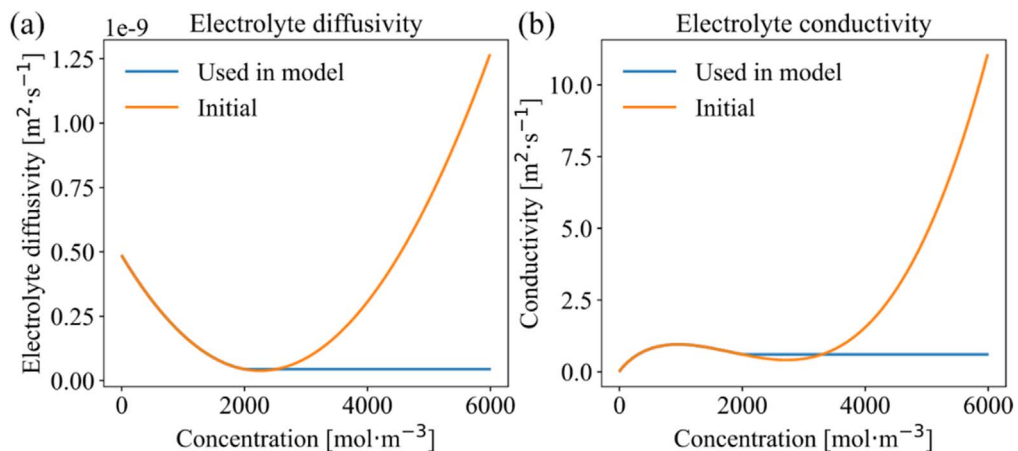 (a)
Electrolyte diffusivity
1e-9
Electrolyte diffusivity [m²·s⁻¹]
1.25
1.00
0.75
0.50
0.25
0.00
Used in model
Initial
0 2000 4000 6000
Concentration [mol·m⁻³]
(b)
Electrolyte conductivity
Conductivity [m²·s⁻¹]
10.0
7.5
5.0
2.5
0.0
Used in model
Initial
0 2000 4000 6000
Concentration [mol·m⁻³]